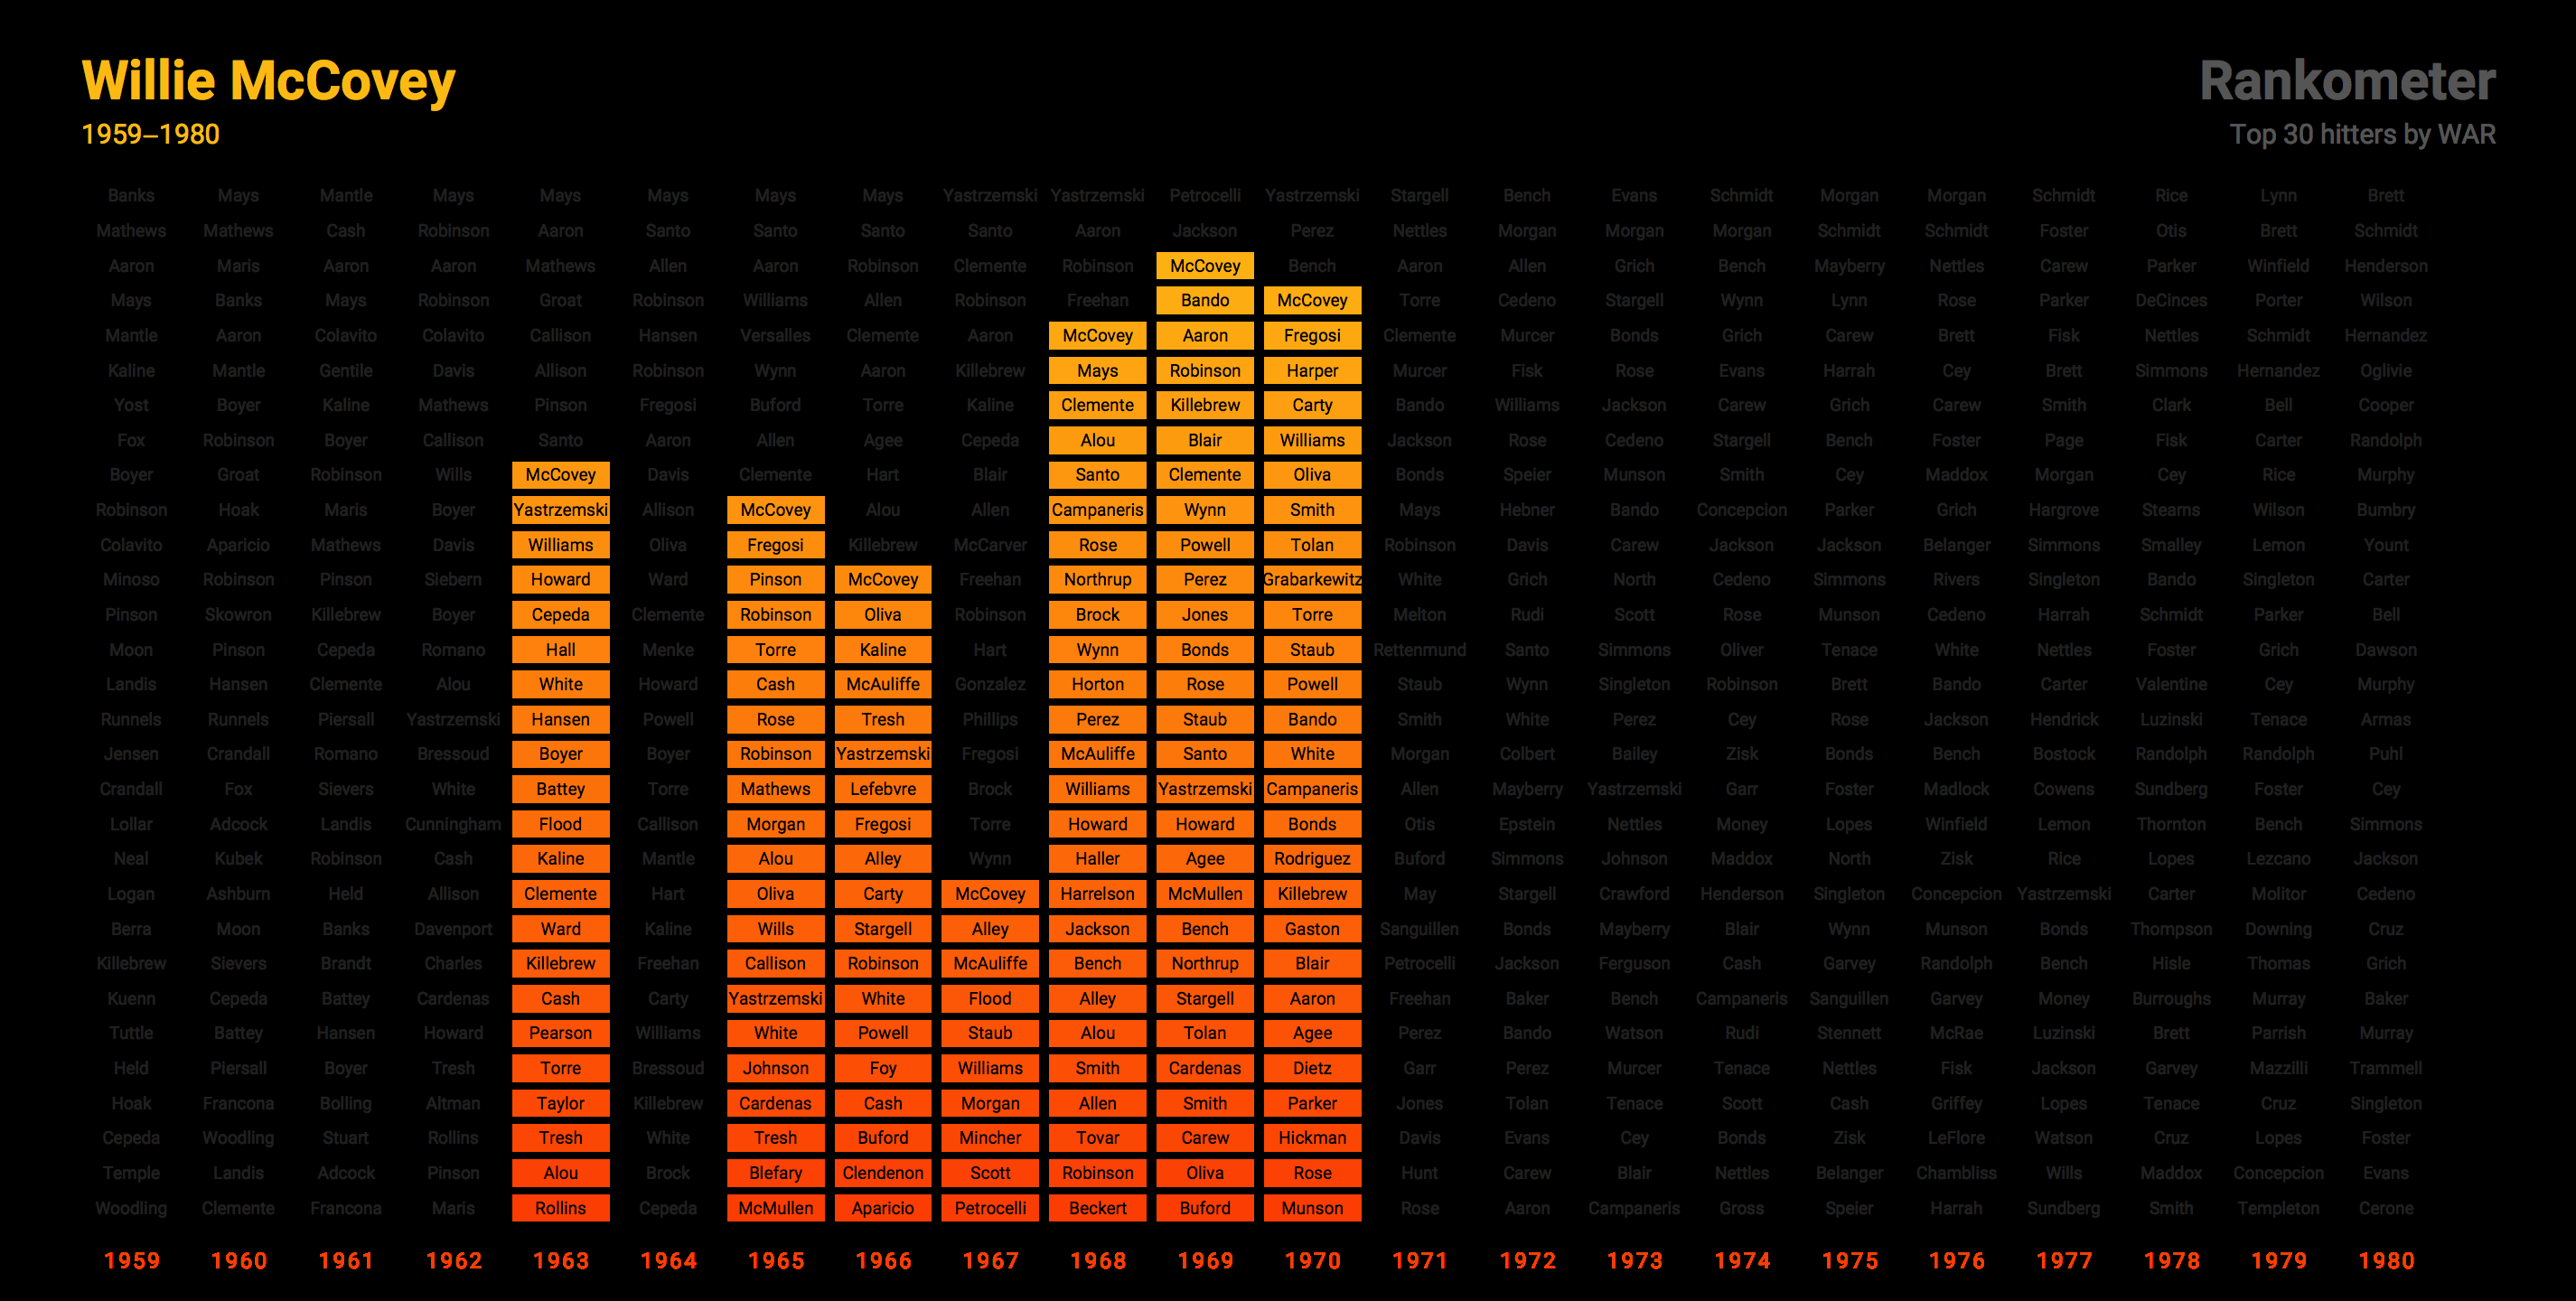 Willie McCovey Rankometer
1959–1980 Top 30 hitters by WAR
Banks Mays Mantle Mays Mays Mays Mays Mays Yastrzemski Yastrzemski Petrocelli Yastrzemski Stargell Bench Evans Schmidt Morgan Morgan Schmidt Rice Lynn Brett
Mathews Mathews Cash Robinson Aaron Santo Santo Santo Santo Aaron Jackson Perez Nettles Morgan Morgan Morgan Schmidt Schmidt Foster Otis Brett Schmidt
Aaron Maris Aaron Aaron Mathews Allen Aaron Robinson Clemente Robinson McCovey Bench Aaron Allen Grich Bench Mayberry Nettles Carew Parker Winfield Henderson
Mays Banks Mays Robinson Groat Robinson Williams Allen Robinson Freehan Bando McCovey Torre Cedeno Stargell Wynn Lynn Rose Parker DeCinces Porter Wilson
Mantle Aaron Colavito Colavito Callison Hansen Versalles Clemente Aaron McCovey Aaron Fregosi Clemente Murcer Bonds Grich Carew Brett Fisk Nettles Schmidt Hernandez
Kaline Mantle Gentile Davis Allison Robinson Wynn Aaron Killebrew Mays Robinson Harper Murcer Fisk Rose Evans Harrah Cey Brett Simmons Hernandez Oglivie
Yost Boyer Kaline Mathews Pinson Fregosi Buford Torre Kaline Clemente Killebrew Carty Bando Williams Jackson Carew Grich Carew Smith Clark Bell Cooper
Fox Robinson Boyer Callison Santo Aaron Allen Agee Cepeda Alou Blair Williams Jackson Rose Cedeno Stargell Bench Foster Page Fisk Carter Randolph
Boyer Groat Robinson Wills McCovey Davis Clemente Hart Blair Santo Clemente Oliva Bonds Speier Munson Smith Cey Maddox Morgan Cey Rice Murphy
Robinson Hoak Maris Boyer Yastrzemski Allison McCovey Alou Allen Campaneris Wynn Smith Mays Hebner Bando Concepcion Parker Grich Hargrove Stearns Wilson Bumbry
Colavito Aparicio Mathews Davis Williams Oliva Fregosi Killebrew McCarver Rose Powell Tolan Robinson Davis Carew Jackson Jackson Belanger Simmons Smalley Lemon Yount
Minoso Robinson Pinson Siebern Howard Ward Pinson McCovey Freehan Northrup Perez Grabarkewitz White Grich North Cedeno Simmons Rivers Singleton Bando Singleton Carter
Pinson Skowron Killebrew Boyer Cepeda Clemente Robinson Oliva Robinson Brock Jones Torre Melton Rudi Scott Rose Munson Cedeno Harrah Schmidt Parker Bell
Moon Pinson Cepeda Romano Hall Menke Torre Kaline Hart Wynn Bonds Staub Rettenmund Santo Simmons Oliver Tenace White Nettles Foster Grich Dawson
Landis Hansen Clemente Alou White Howard Cash McAuliffe Gonzalez Horton Rose Powell Staub Wynn Singleton Robinson Brett Bando Carter Valentine Cey Murphy
Runnels Runnels Piersall Yastrzemski Hansen Powell Rose Tresh Phillips Perez Staub Bando Smith White Perez Cey Rose Jackson Hendrick Luzinski Tenace Armas
Jensen Crandall Romano Bressoud Boyer Boyer Robinson Yastrzemski Fregosi McAuliffe Santo White Morgan Colbert Bailey Zisk Bonds Bench Bostock Randolph Randolph Puhl
Crandall Fox Sievers White Battey Torre Mathews Lefebvre Brock Williams Yastrzemski Campaneris Allen Mayberry Yastrzemski Garr Foster Madlock Cowens Sundberg Foster Cey
Lollar Adcock Landis Cunningham Flood Callison Morgan Fregosi Torre Howard Howard Bonds Otis Epstein Nettles Money Lopes Winfield Lemon Thornton Bench Simmons
Neal Kubek Robinson Cash Kaline Mantle Alou Alley Wynn Haller Agee Rodriguez Buford Simmons Johnson Maddox North Zisk Rice Lopes Lezcano Jackson
Logan Ashburn Held Allison Clemente Hart Oliva Carty McCovey Harrelson McMullen Killebrew May Stargell Crawford Henderson Singleton Concepcion Yastrzemski Carter Molitor Cedeno
Berra Moon Banks Davenport Ward Kaline Wills Stargell Alley Jackson Bench Gaston Sanguillen Bonds Mayberry Blair Wynn Munson Bonds Thompson Downing Cruz
Killebrew Sievers Brandt Charles Killebrew Freehan Callison Robinson McAuliffe Bench Northrup Blair Petrocelli Jackson Ferguson Cash Garvey Randolph Bench Hisle Thomas Grich
Kuenn Cepeda Battey Cardenas Cash Carty Yastrzemski White Flood Alley Stargell Aaron Freehan Baker Bench Campaneris Sanguillen Garvey Money Burroughs Murray Baker
Tuttle Battey Hansen Howard Pearson Williams White Powell Staub Alou Tolan Agee Perez Bando Watson Rudi Stennett McRae Luzinski Brett Parrish Murray
Held Piersall Boyer Tresh Torre Bressoud Johnson Foy Williams Smith Cardenas Dietz Garr Perez Murcer Tenace Nettles Fisk Jackson Garvey Mazzilli Trammell
Hoak Francona Bolling Altman Taylor Killebrew Cardenas Cash Morgan Allen Smith Parker Jones Tolan Tenace Scott Cash Griffey Lopes Tenace Cruz Singleton
Cepeda Woodling Stuart Rollins Tresh White Tresh Buford Mincher Tovar Carew Hickman Davis Evans Cey Bonds Zisk LeFlore Watson Cruz Lopes Foster
Temple Landis Adcock Pinson Alou Brock Blefary Clendenon Scott Robinson Oliva Rose Hunt Carew Blair Nettles Belanger Chambliss Wills Maddox Concepcion Evans
Woodling Clemente Francona Maris Rollins Cepeda McMullen Aparicio Petrocelli Beckert Buford Munson Rose Aaron Campaneris Gross Speier Harrah Sundberg Smith Templeton Cerone
1959 1960 1961 1962 1963 1964 1965 1966 1967 1968 1969 1970 1971 1972 1973 1974 1975 1976 1977 1978 1979 1980